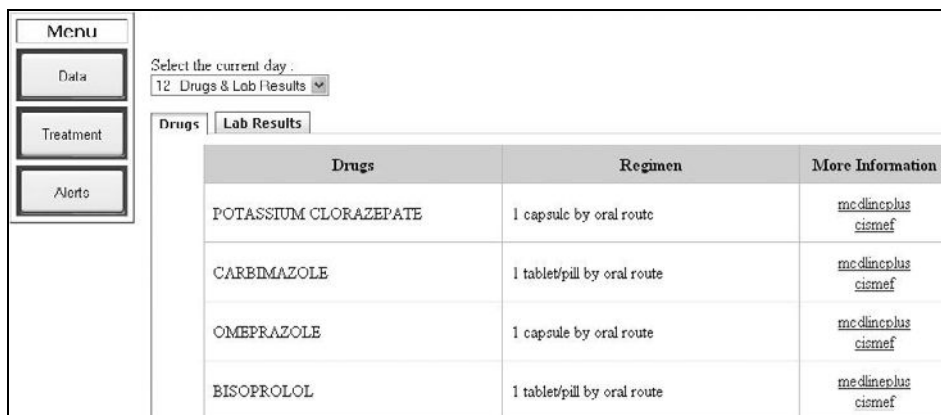 Menu
Data
Treatment
Alerts
Select the current day :
12 Drugs & Lab Results
Drugs
Lab Results
Drugs Regimen More Information
POTASSIUM CLORAZEPATE 1 capsule by oral route medlineplus
cismef
CARBIMAZOLE 1 tablet/pill by oral route medlineplus
cismef
OMEPRAZOLE 1 capsule by oral route medlineplus
cismef
BISOPROLOL 1 tablet/pill by oral route medlineplus
cismef